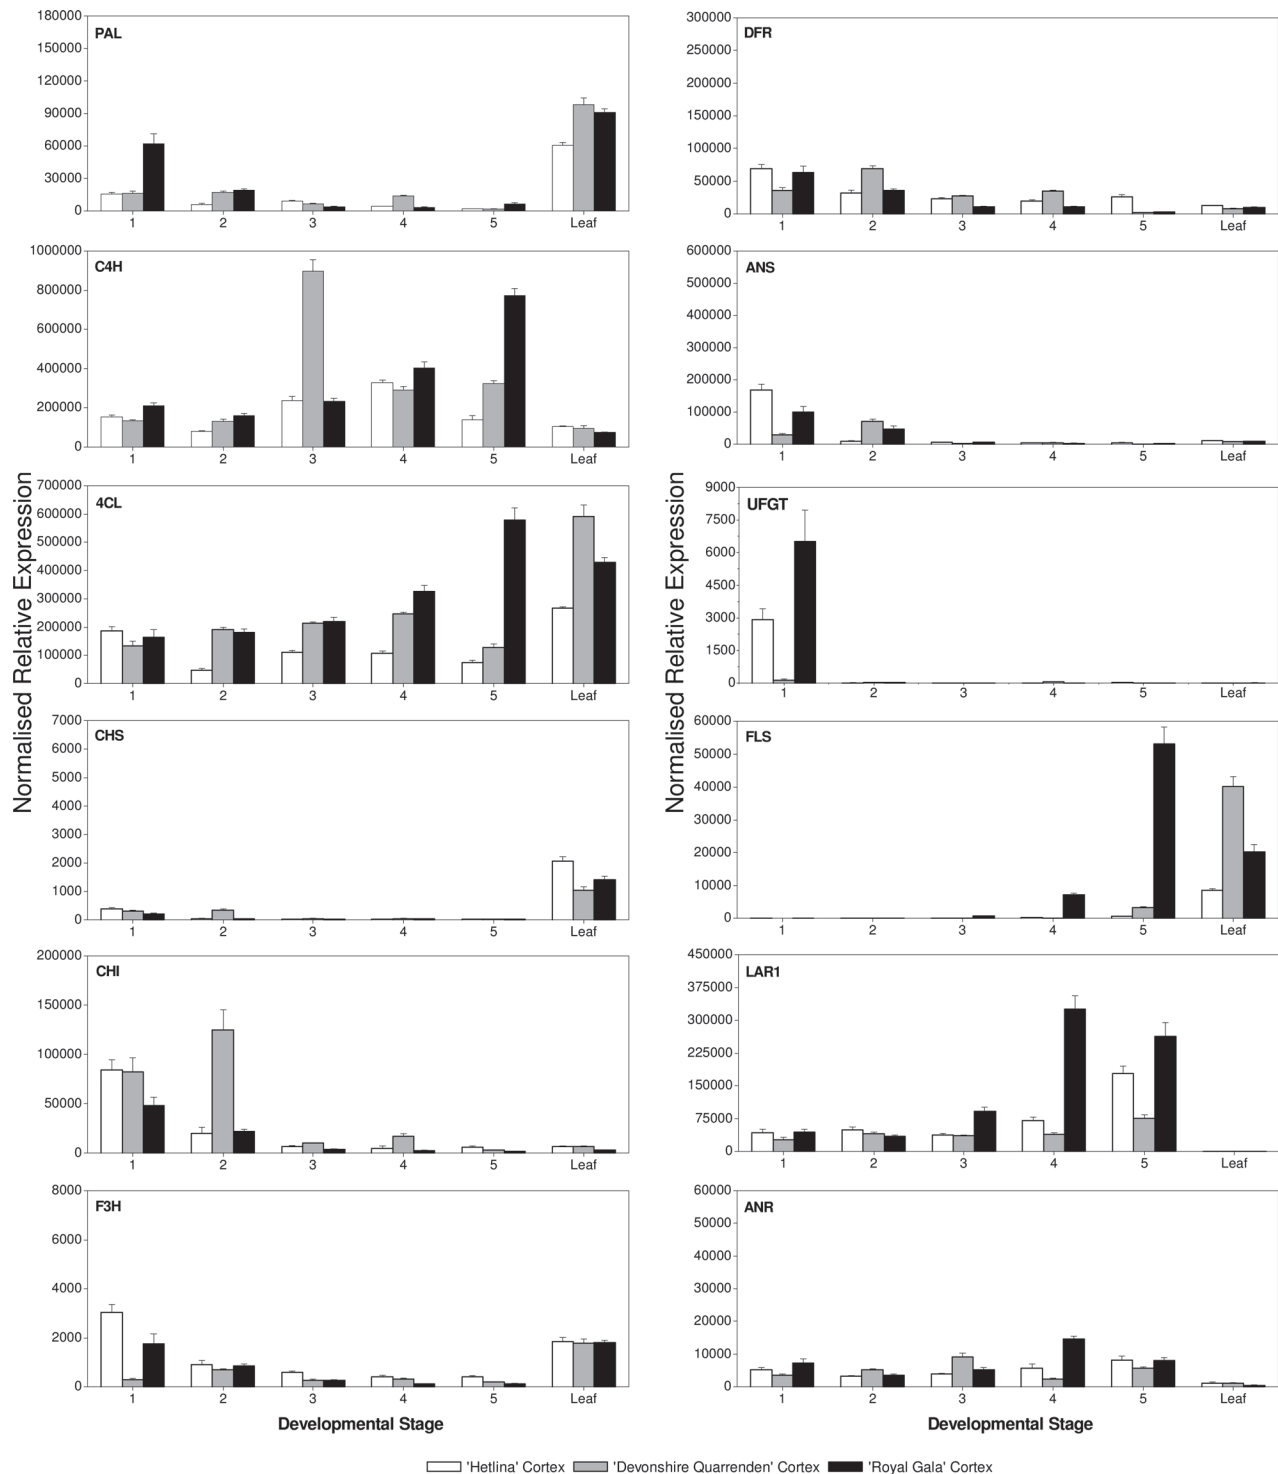 PAL
180000
150000
120000
90000
60000
30000
0
1 2 3 4 5 Leaf
C4H
1000000
800000
600000
400000
200000
0
1 2 3 4 5 Leaf
4CL
700000
600000
500000
400000
300000
200000
100000
0
1 2 3 4 5 Leaf
CHS
7000
6000
5000
4000
3000
2000
1000
0
1 2 3 4 5 Leaf
CHI
200000
150000
100000
50000
0
1 2 3 4 5 Leaf
F3H
8000
6000
4000
2000
0
1 2 3 4 5 Leaf
Developmental Stage
Normalised Relative Expression
DFR
300000
250000
200000
150000
100000
50000
0
1 2 3 4 5 Leaf
ANS
600000
500000
400000
300000
200000
100000
0
1 2 3 4 5 Leaf
UFGT
9000
7500
6000
4500
3000
1500
0
1 2 3 4 5 Leaf
FLS
60000
50000
40000
30000
20000
10000
0
1 2 3 4 5 Leaf
LAR1
450000
375000
300000
225000
150000
75000
0
1 2 3 4 5 Leaf
ANR
60000
50000
40000
30000
20000
10000
0
1 2 3 4 5 Leaf
Developmental Stage
Normalised Relative Expression
'Hetlina' Cortex 'Devonshire Quarrenden' Cortex 'Royal Gala' Cortex